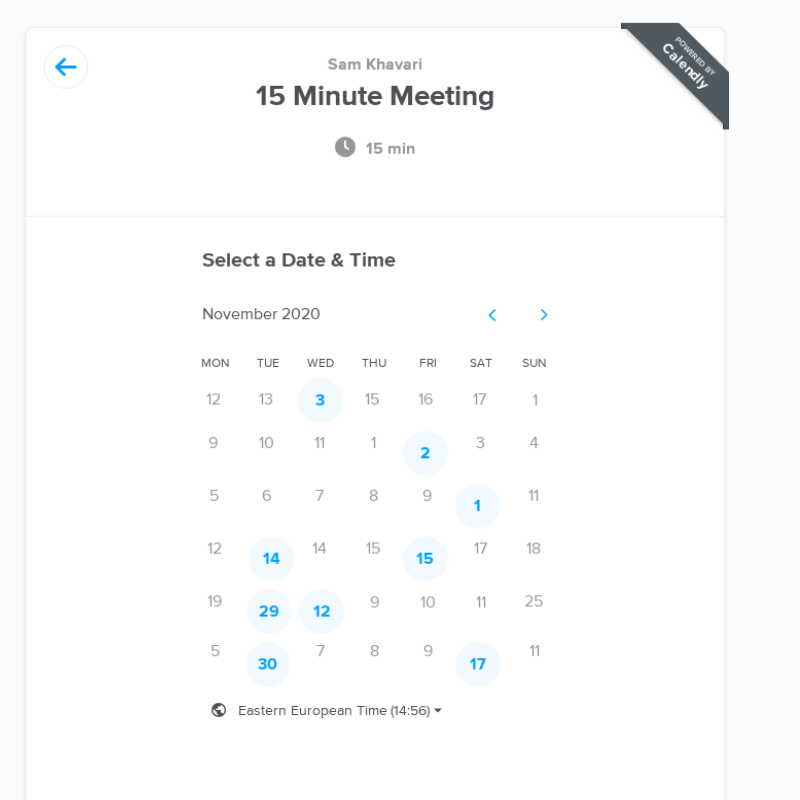 Sam Khavari
POWERED BY
Calendly
15 Minute Meeting
15 min
Select a Date & Time
November 2020
MON TUE WED THU FRI SAT SUN
12 13 3 15 16 17 1
9 10 11 1 2 3 4
5 6 7 8 9 1 11
12 14 14 15 15 17 18
19 29 12 9 10 11 25
5 30 7 8 9 17 11
Eastern European Time (14:56)